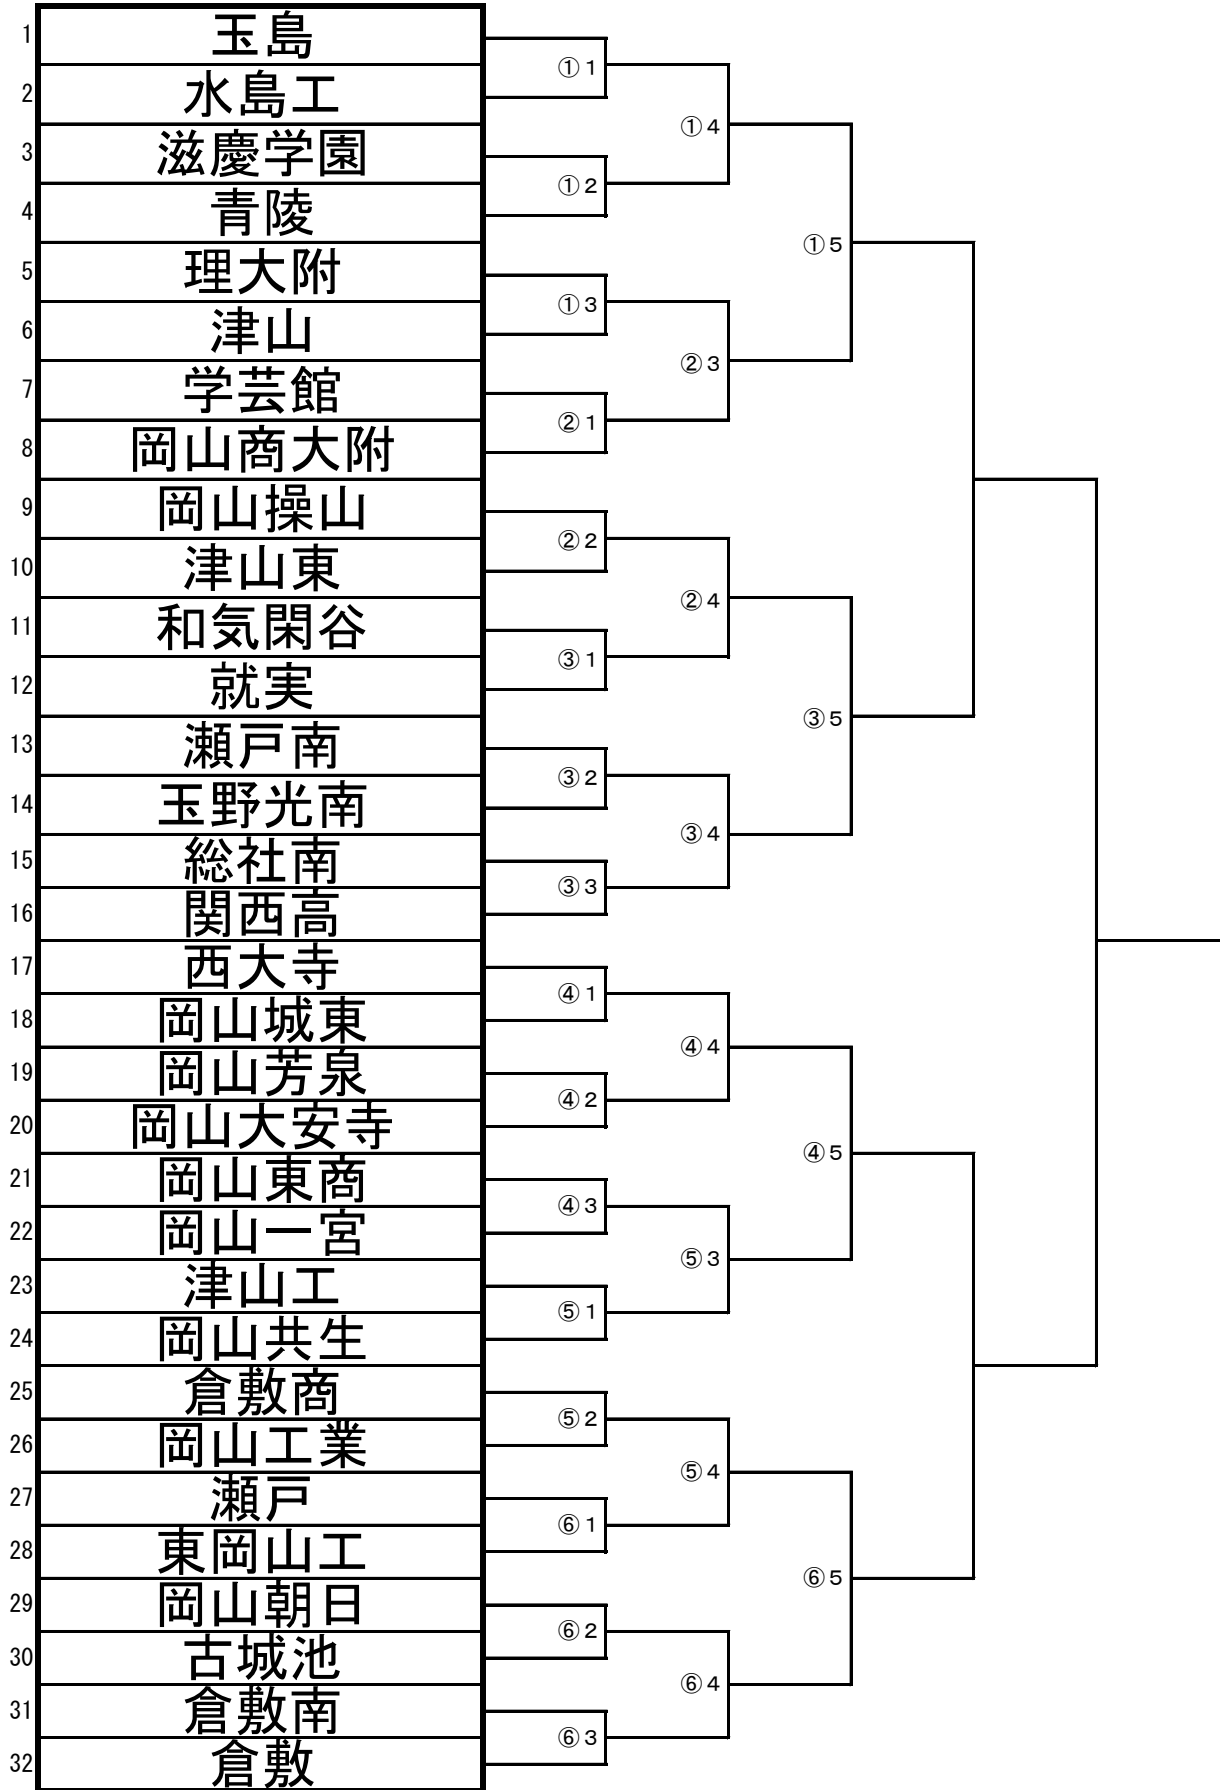 1 玉島
2 水島工
3 滋慶学園
4 青陵
5 理大附
6 津山
7 学芸館
8 岡山商大附
9 岡山操山
10 津山東
11 和気閑谷
12 就実
13 瀬戸南
14 玉野光南
15 総社南
16 関西高
17 西大寺
18 岡山城東
19 岡山芳泉
20 岡山大安寺
21 岡山東商
22 岡山一宮
23 津山工
24 岡山共生
25 倉敷商
26 岡山工業
27 瀬戸
28 東岡山工
29 岡山朝日
30 古城池
31 倉敷南
32 倉敷
①1
①2
①3
②1
②2
③1
③2
③3
④1
④2
④3
⑤1
⑤2
⑥1
⑥2
⑥3
①4
②3
②4
③4
④4
⑤3
⑤4
⑥4
①5
③5
④5
⑥5